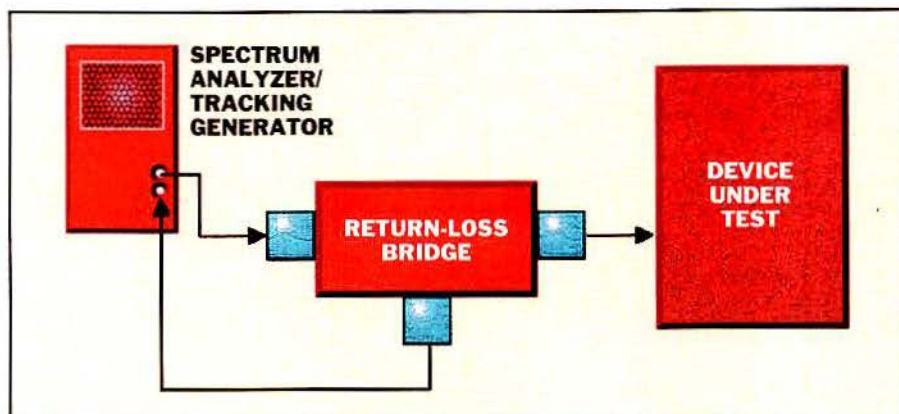 SPECTRUM
ANALYZER/
TRACKING
GENERATOR
RETURN-LOSS
BRIDGE
DEVICE
UNDER
TEST